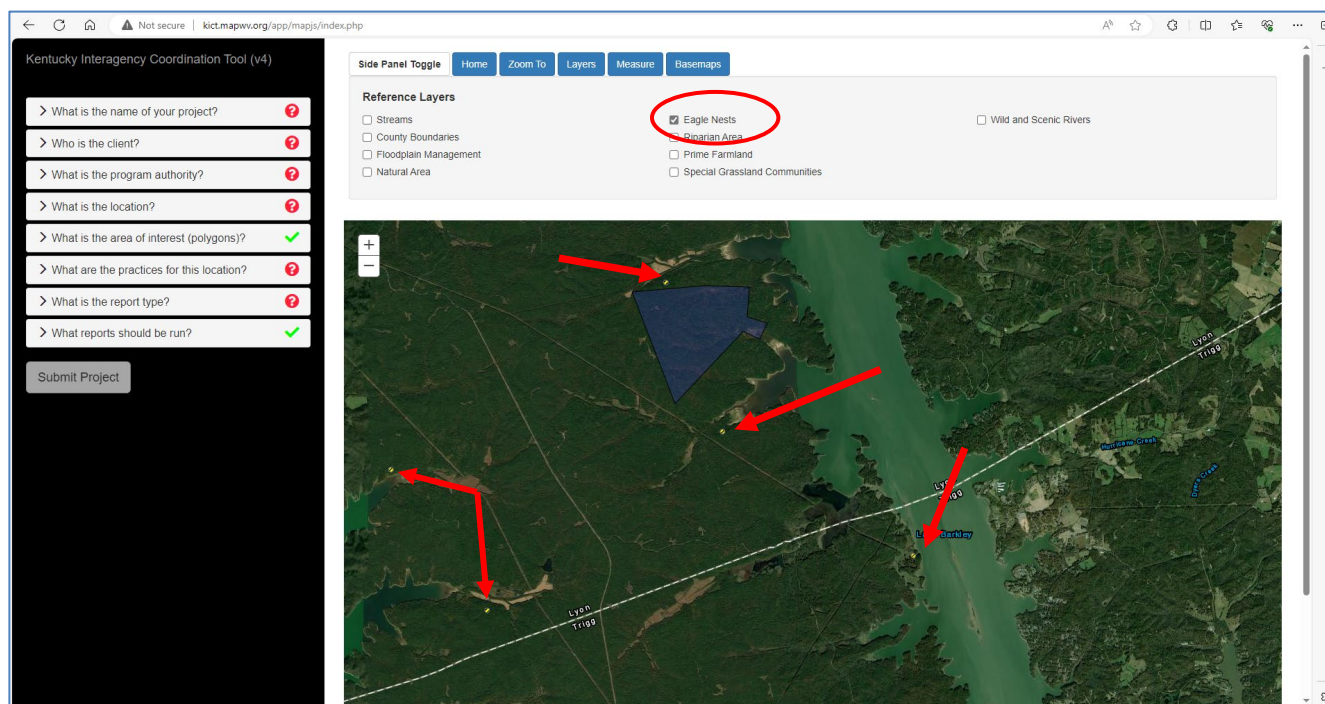 Not secure | kict.mapwv.org/app/mapjs/index.php
Kentucky Interagency Coordination Tool (v4)
What is the name of your project?
Who is the client?
What is the program authority?
What is the location?
What is the area of interest (polygons)?
What are the practices for this location?
What is the report type?
What reports should be run?
Submit Project
Side Panel Toggle Home Zoom To Layers Measure Basemaps
Reference Layers
Streams Eagle Nests Wild and Scenic Rivers
County Boundaries Riparian Area
Floodplain Management Prime Farmland
Natural Area Special Grassland Communities
+
−
Lyon
Trigg
Hurricane Creek
Dyers Creek
Lyon
Trigg
Barkley
Lyon
Trigg